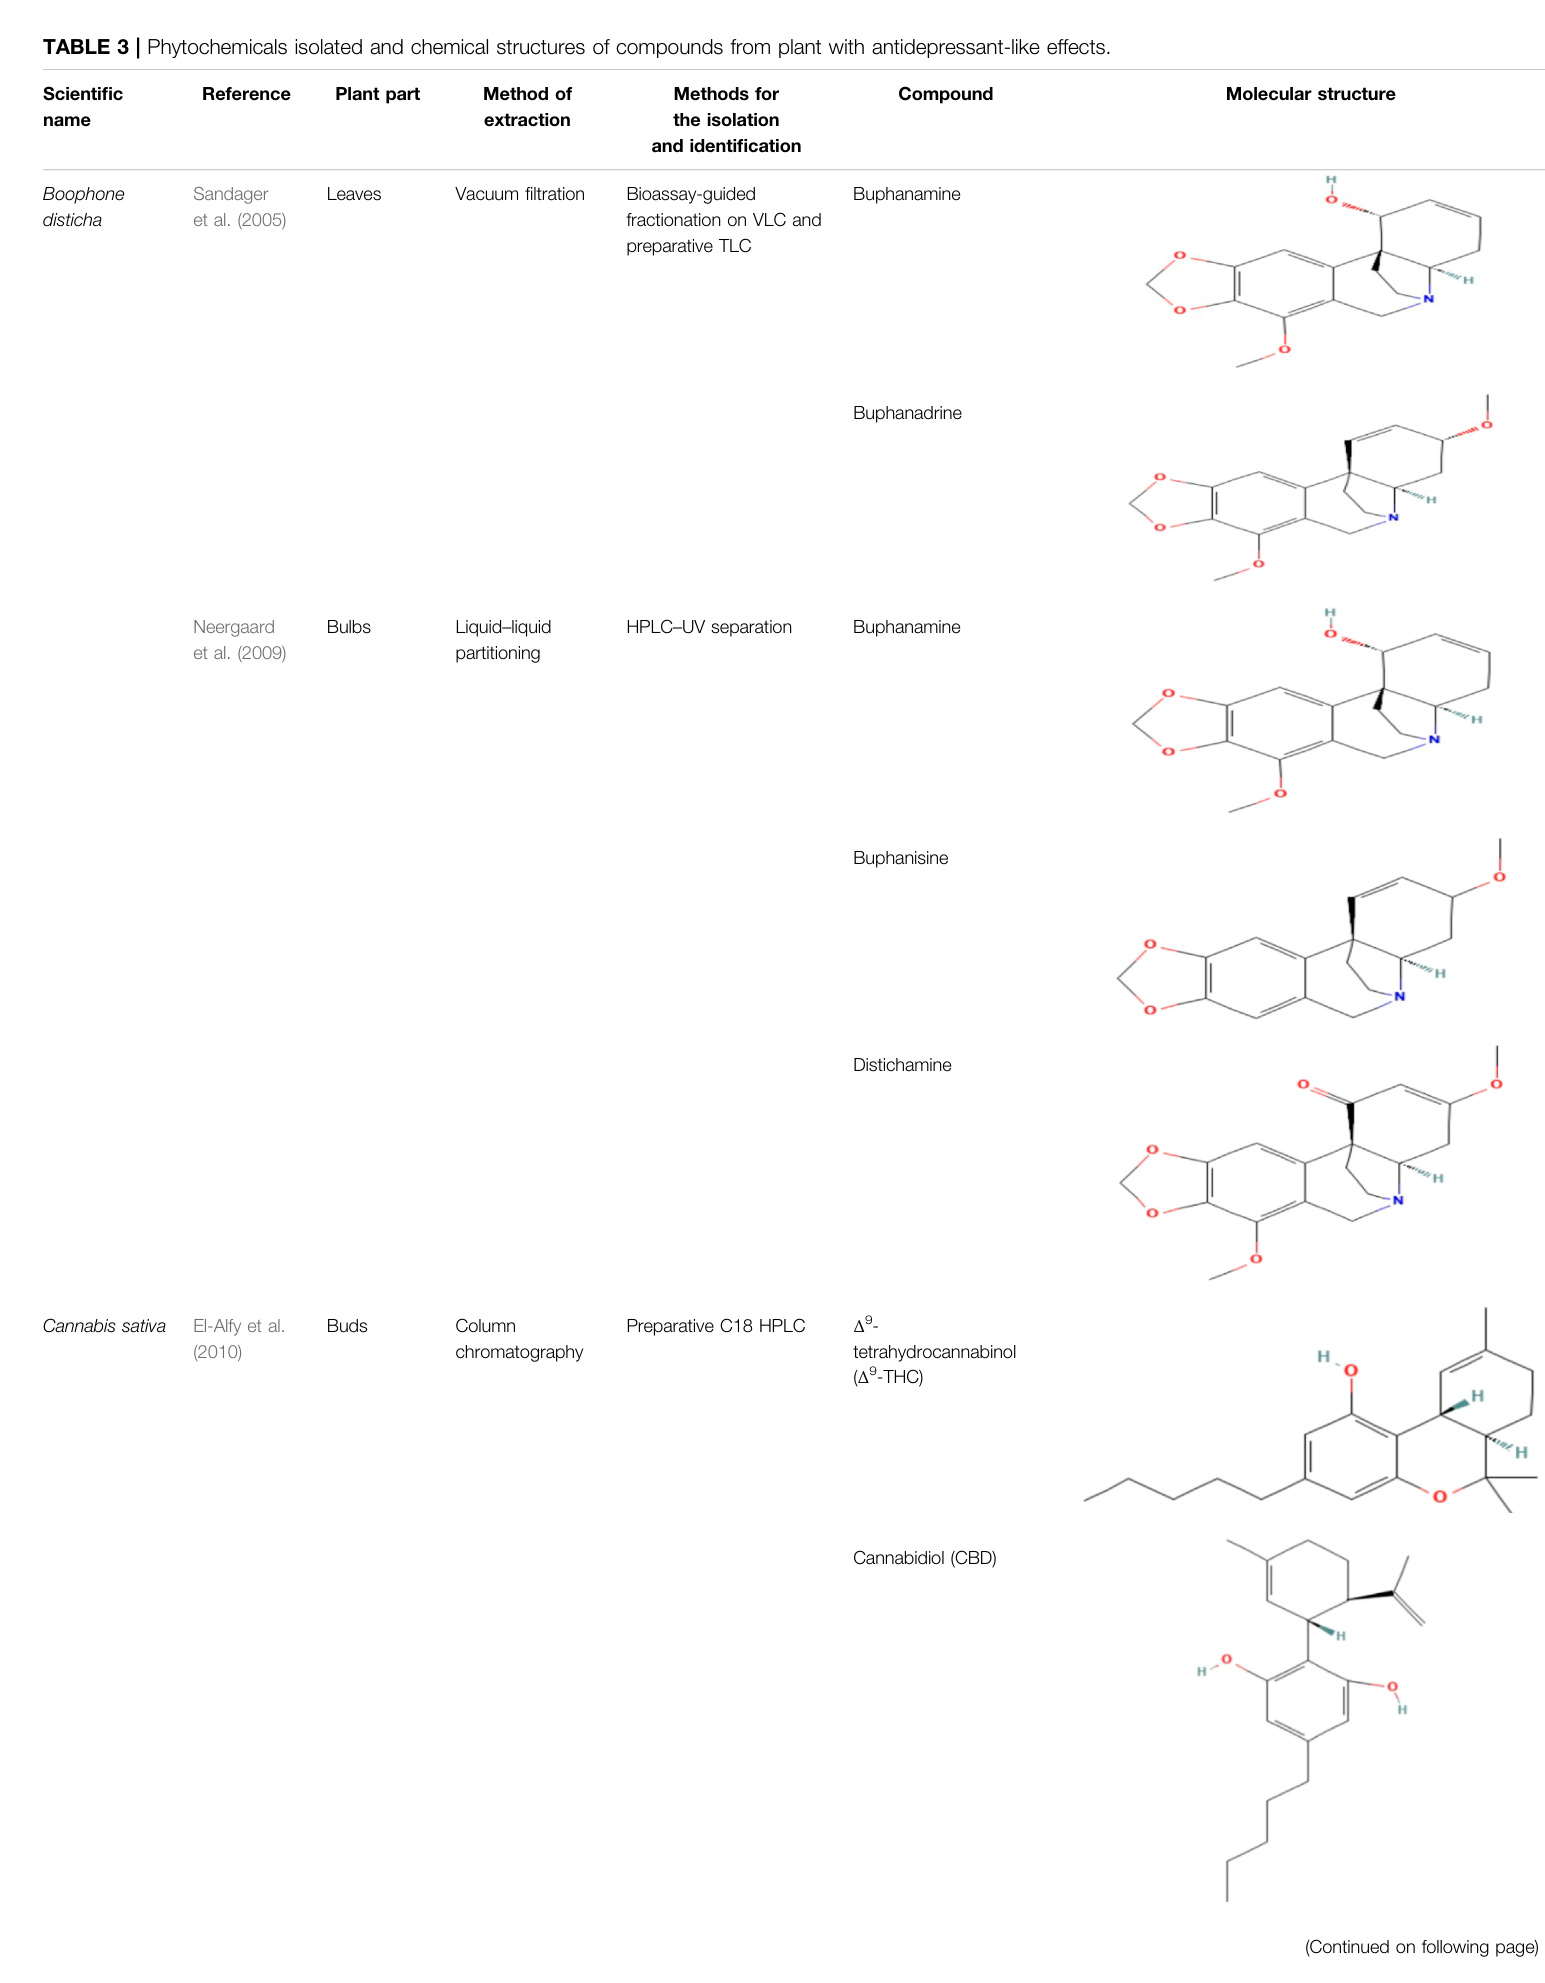 TABLE 3 | Phytochemicals isolated and chemical structures of compounds from plant with antidepressant-like effects.
Scientific name Reference Plant part Method of extraction Methods for the isolation and identification Compound Molecular structure
Boophone disticha Sandager et al. (2005) Leaves Vacuum filtration Bioassay-guided fractionation on VLC and preparative TLC Buphanamine
H
O
O
H
O
N
O
Buphanadrine
O
O
H
O
N
O
Neergaard et al. (2009) Bulbs Liquid–liquid partitioning HPLC–UV separation Buphanamine
H
O
O
H
O
N
O
Buphanisine
O
O
H
O
N
Distichamine
O
O
O
H
O
N
O
Cannabis sativa El-Alfy et al. (2010) Buds Column chromatography Preparative C18 HPLC Δ⁹-tetrahydrocannabinol (Δ⁹-THC)
H
O
H
H
O
Cannabidiol (CBD)
H
H
O
O
H
(Continued on following page)